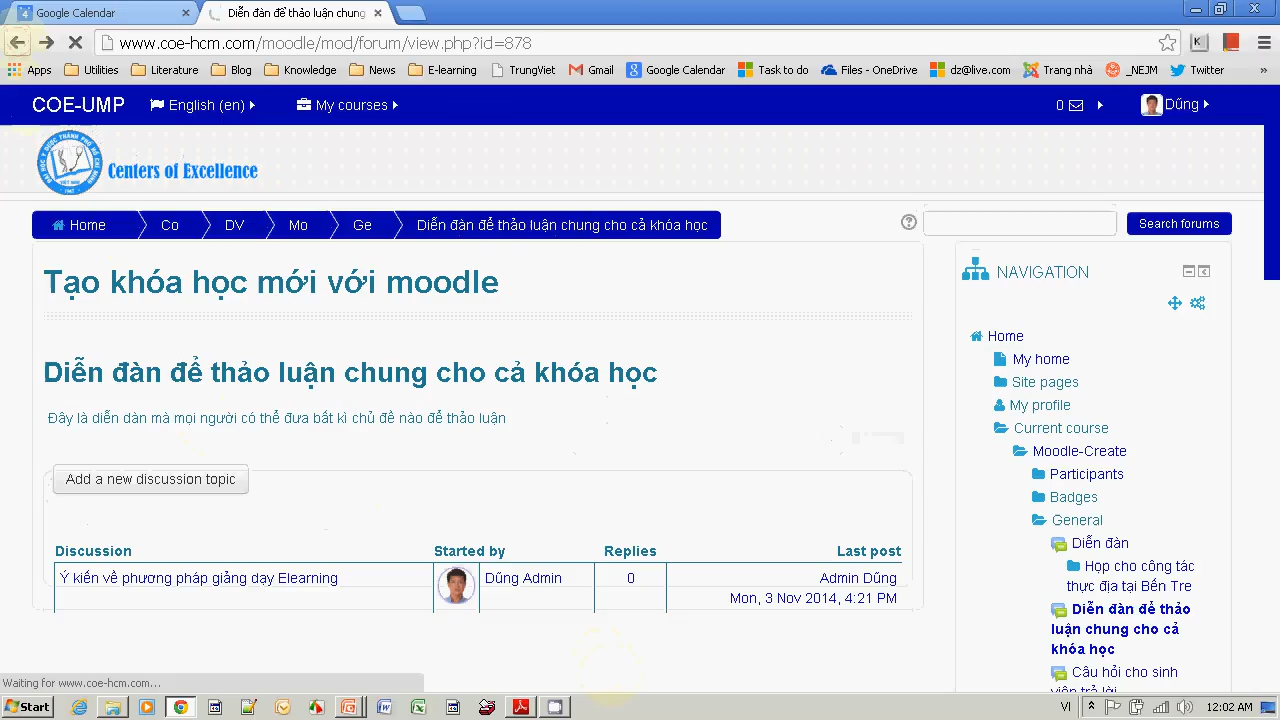 Google Calendar
Diễn đàn để thảo luận chung
www.coe-hcm.com/moodle/mod/forum/view.php?id=878
Apps Utilities Literature Blog Knowledge News E-learning TrungViet Gmail Google Calenda Task to do Files - OneDrive dz@live.com Trang nhà _NEJM Twitter »
COE-UMP English (en) My courses 0 Dũng
Centers of Excellence
Home Co DV Mo Ge Diễn đàn để thảo luận chung cho cả khóa học
Search forums
Tạo khóa học mới với moodle
Diễn đàn để thảo luận chung cho cả khóa học
Đây là diễn dàn mà mọi người có thể đưa bất kì chủ đề nào để thảo luận
Add a new discussion topic
Discussion Started by Replies Last post
Ý kiến về phương pháp giảng dạy Elearning Dũng Admin 0 Admin Dũng
Mon, 3 Nov 2014, 4:21 PM
NAVIGATION
Home
My home
Site pages
My profile
Current course
Moodle-Create
Participants
Badges
General
Diễn đàn
Họp cho công tác
thực địa tại Bến Tre
Diễn đàn để thảo
luận chung cho cả
khóa học
Câu hỏi cho sinh
viên trả lời
Waiting for www.coe-hcm.com...
Start VI 12:02 AM